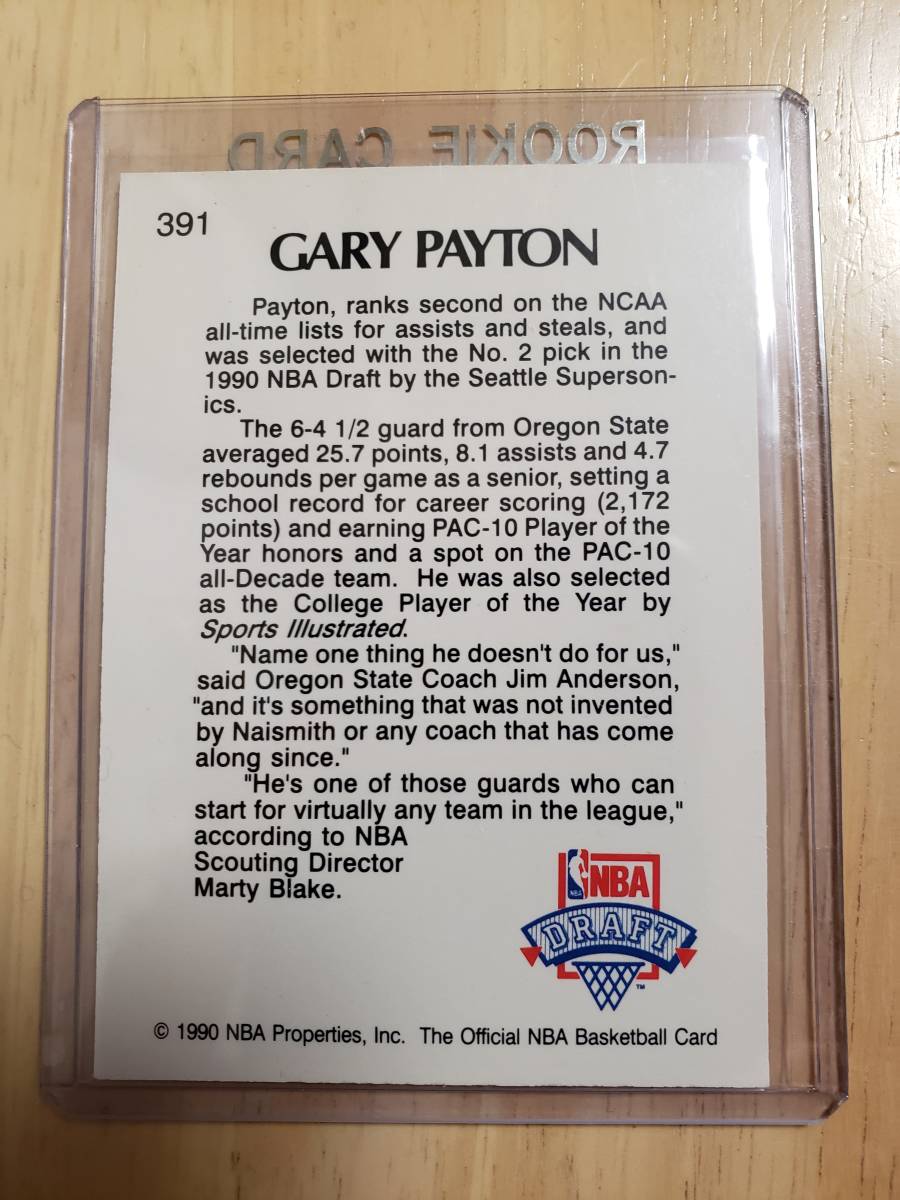 ROOKIE CARD
391
GARY PAYTON
Payton, ranks second on the NCAA
all-time lists for assists and steals, and
was selected with the No. 2 pick in the
1990 NBA Draft by the Seattle Superson-
ics.
The 6-4 1/2 guard from Oregon State
averaged 25.7 points, 8.1 assists and 4.7
rebounds per game as a senior, setting a
school record for career scoring (2,172
points) and earning PAC-10 Player of the
Year honors and a spot on the PAC-10
all-Decade team. He was also selected
as the College Player of the Year by
Sports Illustrated.
"Name one thing he doesn't do for us,"
said Oregon State Coach Jim Anderson,
"and it's something that was not invented
by Naismith or any coach that has come
along since."
"He's one of those guards who can
start for virtually any team in the league,"
according to NBA
Scouting Director
Marty Blake.
NBA
NBA
DRAFT
TM
© 1990 NBA Properties, Inc. The Official NBA Basketball Card